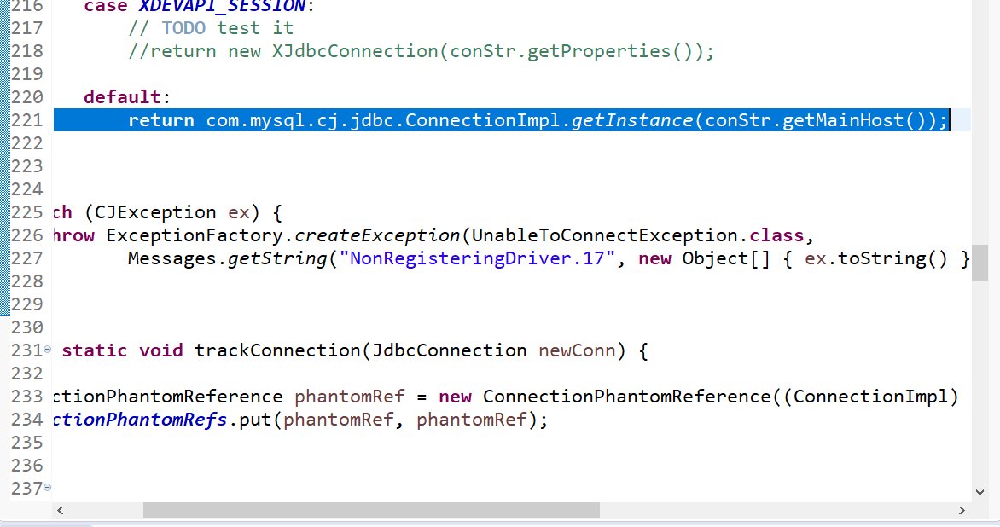 216 case XDEVAPI_SESSION:
217 // TODO test it
218 //return new XJdbcConnection(conStr.getProperties());
219
220 default:
221 return com.mysql.cj.jdbc.ConnectionImpl.getInstance(conStr.getMainHost());
222
223
224
225 ch (CJException ex) {
226 hrow ExceptionFactory.createException(UnableToConnectException.class,
227 Messages.getString("NonRegisteringDriver.17", new Object[] { ex.toString() }
228
229
230
231 static void trackConnection(JdbcConnection newConn) {
232
233 ctionPhantomReference phantomRef = new ConnectionPhantomReference((ConnectionImpl)
234 ctionPhantomRefs.put(phantomRef, phantomRef);
235
236
237